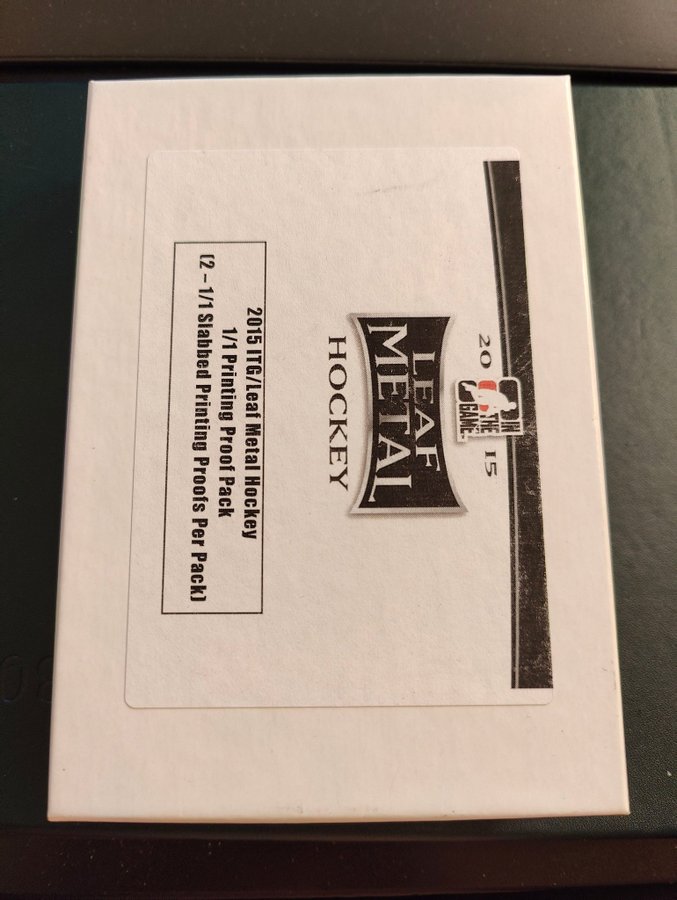 20 15
IN
THE
GAME
LEAF
METAL
HOCKEY
2015 ITG/Leaf Metal Hockey
1/1 Printing Proof Pack
(2 – 1/1 Slabbed Printing Proofs Per Pack)